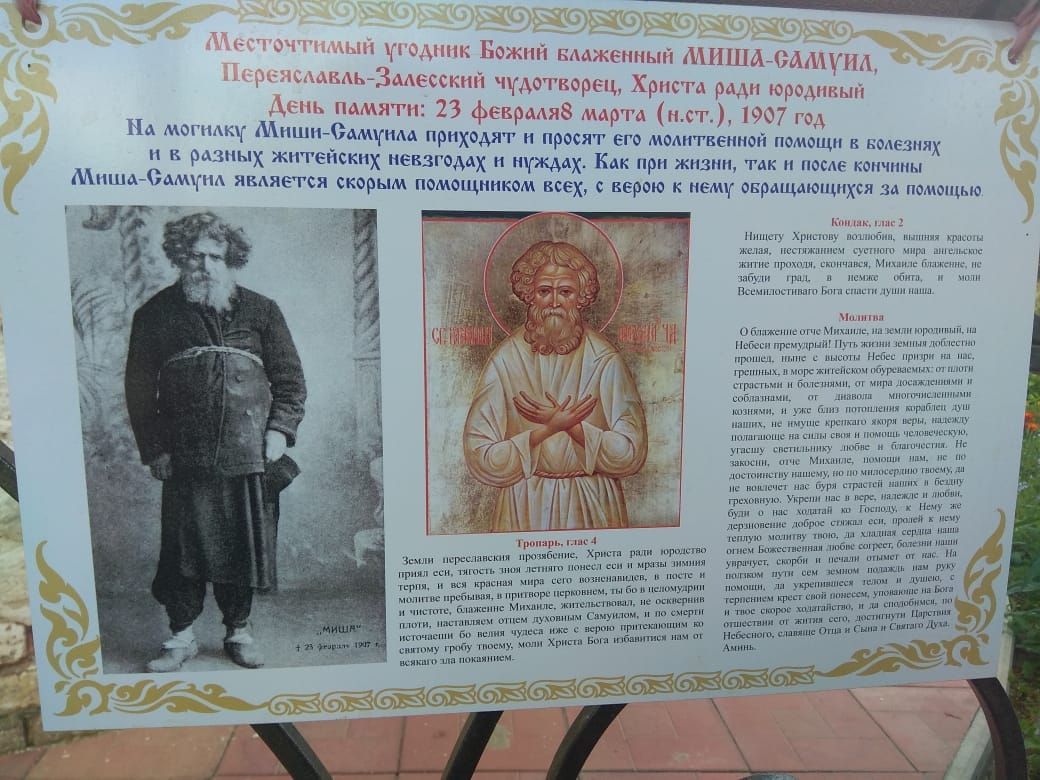 Месточтимый угодник Божий блаженный МИША-САМУИЛ,
Переяславль-Залесский чудотворец, Христа ради юродивый
День памяти: 23 февраля8 марта (н.ст.), 1907 год
На могилку Миши-Самуила приходят и просят его молитвенной помощи в болезнях
и в разных житейских невзгодах и нуждах. Как при жизни, так и после кончины
Миша-Самуил является скорым помощником всех, с верою к нему обращающихся за помощью.
„МИША“
† 23 февраль 1907 г.
Тропарь, глас 4
Земли переславския прозябение, Христа ради юродство
приял еси, тягость зноя летняго понесл еси и мразы зимния
терпя, и вся красная мира сего возненавидев, в посте и
молитве пребывая, в притворе церковнем, ты бо в целомудрии
и чистоте, блаженне Михаиле, жительствовал, не осквернив
плоти, наставляем отцем духовным Самуилом, и по смерти
источаеши бо велия чудеса иже с верою притекающим ко
святому гробу твоему, моли Христа Бога избавитися нам от
всякаго зла покаянием.
Кондак, глас 2
Нищету Христову возлюбив, вышняя красоты
желая, нестяжанием суетного мира ангельское
житие проходя, скончався, Михаиле блаженне, не
забуди град, в немже обита, и моли
Всемилостиваго Бога спасти души наша.
Молитва
О блаженне отче Михаиле, на земли юродивый, на
Небеси премудрый! Путь жизни земныя доблестно
прошед, ныне с высоты Небес призри на нас,
грешных, в море житейском обуреваемых: от плоти
страстьми и болезнями, от мира досаждениями и
соблазнами, от диавола многочисленными
кознями, и уже близ потопления кораблец душ
наших, не имуще крепкаго якоря веры, надежду
полагающе на силы своя и помощь человеческую,
угасшу светильнику любве и благочестия. Не
закосни, отче Михаиле, помощи нам, не по
достоинству нашему, но по милосердию твоему, да
не вовлечет нас буря страстей наших в бездну
греховную. Укрепи нас в вере, надежде и любви,
буди о нас ходатай ко Господу, к Нему же
дерзновение доброе стяжал еси, пролей к нему
теплую молитву твою, да хладная сердца наша
огнем Божественная любве согреет, болезни наши
уврачует, скорби и печали отымет от нас. На
ползком пути сем земном подаждь нам руку
помощи, да укрепившеся телом и душею, с
терпением крест свой понесем, уповающе на Бога
и твое скорое ходатайство, и да сподобимся, по
отшествии от жития сего, достигнути Царствия
Небесного, славяще Отца и Сына и Святаго Духа.
Аминь.